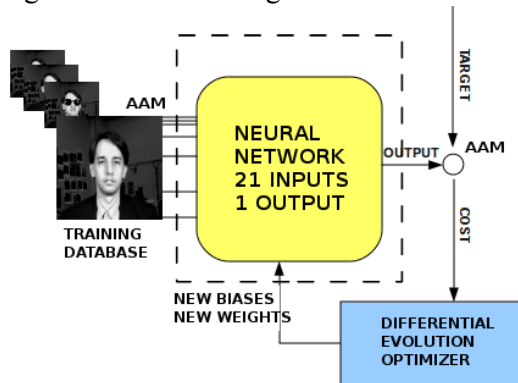 AAM
TRAINING
DATABASE
NEURAL
NETWORK
21 INPUTS
1 OUTPUT
OUTPUT
TARGET
AAM
COST
NEW BIASES
NEW WEIGHTS
DIFFERENTIAL
EVOLUTION
OPTIMIZER